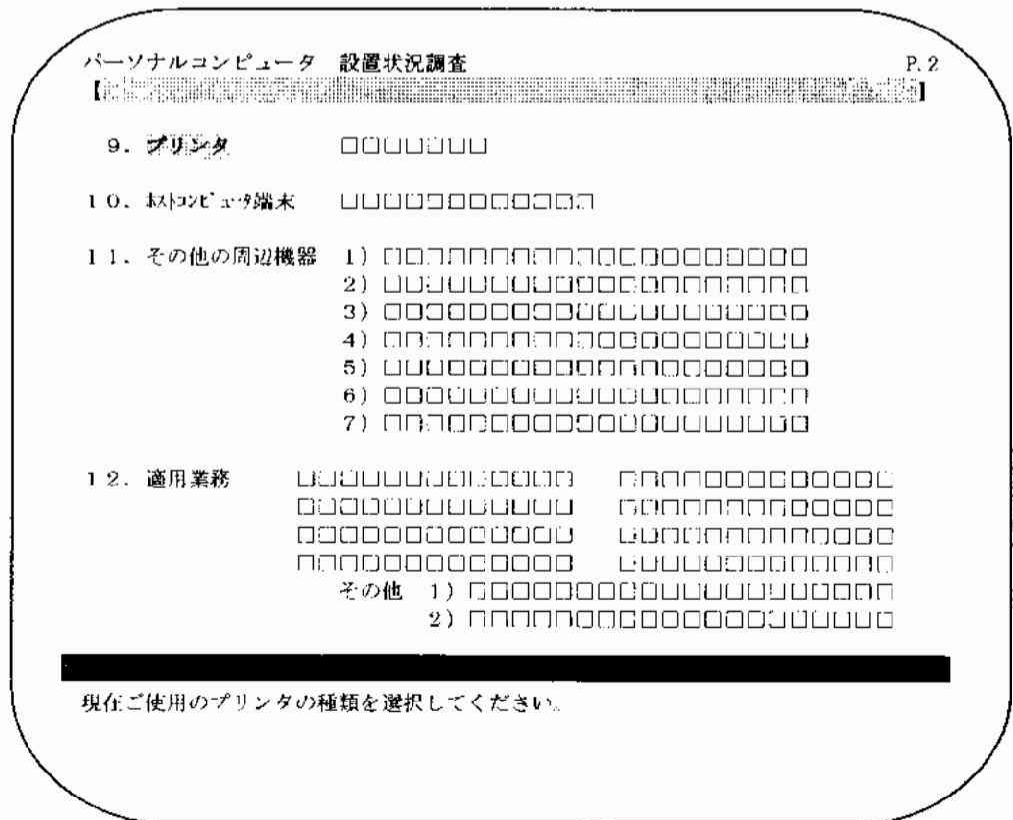 パーソナルコンピュータ 設置状況調査 P.2
【 】
9. プリンタ
10. ﾎｽﾄｺﾝﾋﾟｭｰﾀ端末
11. その他の周辺機器 1)
2)
3)
4)
5)
6)
7)
12. 適用業務
その他 1)
2)
現在ご使用のプリンタの種類を選択してください。